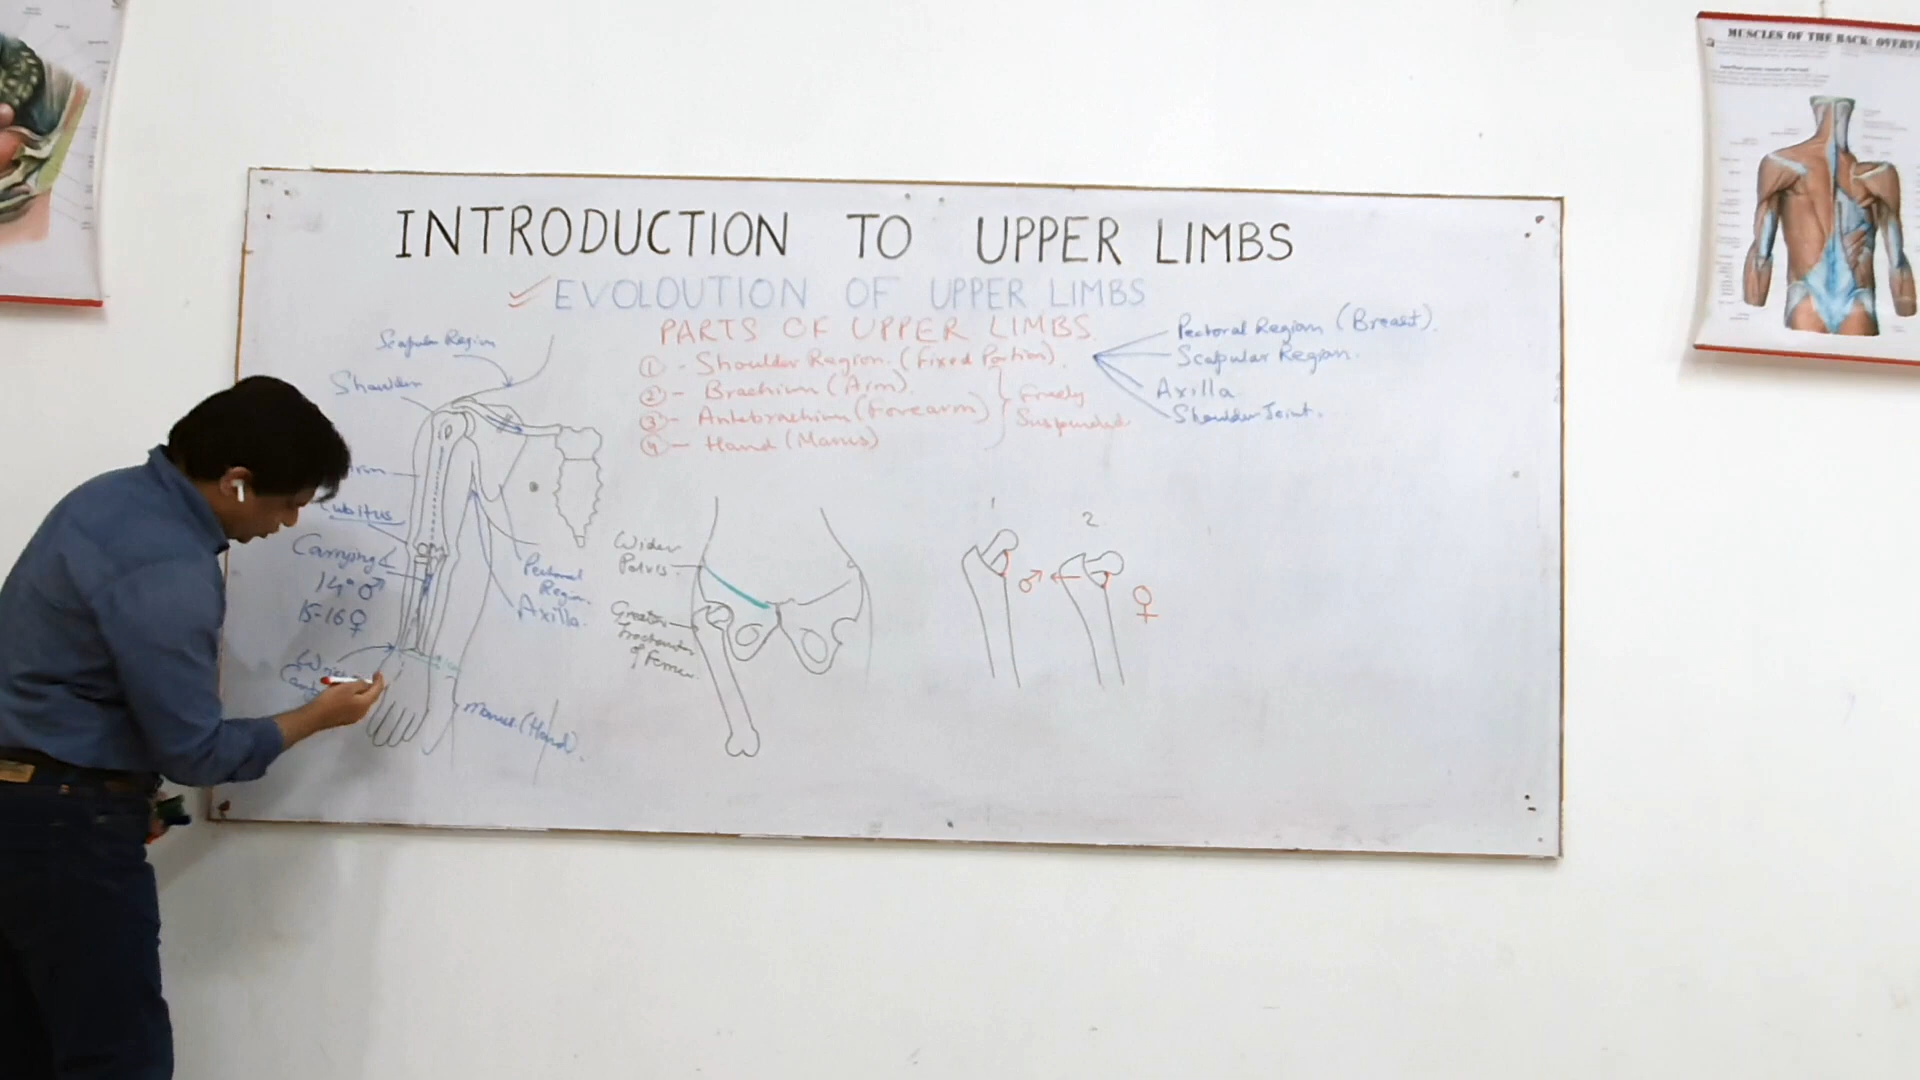 INTRODUCTION TO UPPER LIMBS
EVOLOUTION OF UPPER LIMBS
PARTS OF UPPER LIMBS
① - Shoulder Region. (Fixed Portion).
② - Brachium (Arm).
③ - Antebrachium (Forearm)
④ - Hand (Manus)
Freely
Suspended
Pectoral Region (Breast).
Scapular Region.
Axilla
Shoulder Joint.
Scapular Region
Shoulder
Cubitus
Carrying
14° ♂
15-16 ♀
Pectoral
Region.
Axilla.
Manus (Hand).
Wider
Pelvis
Greater
Trochanter
of Femur
1
♂
2
♀
MUSCLES OF THE BACK: